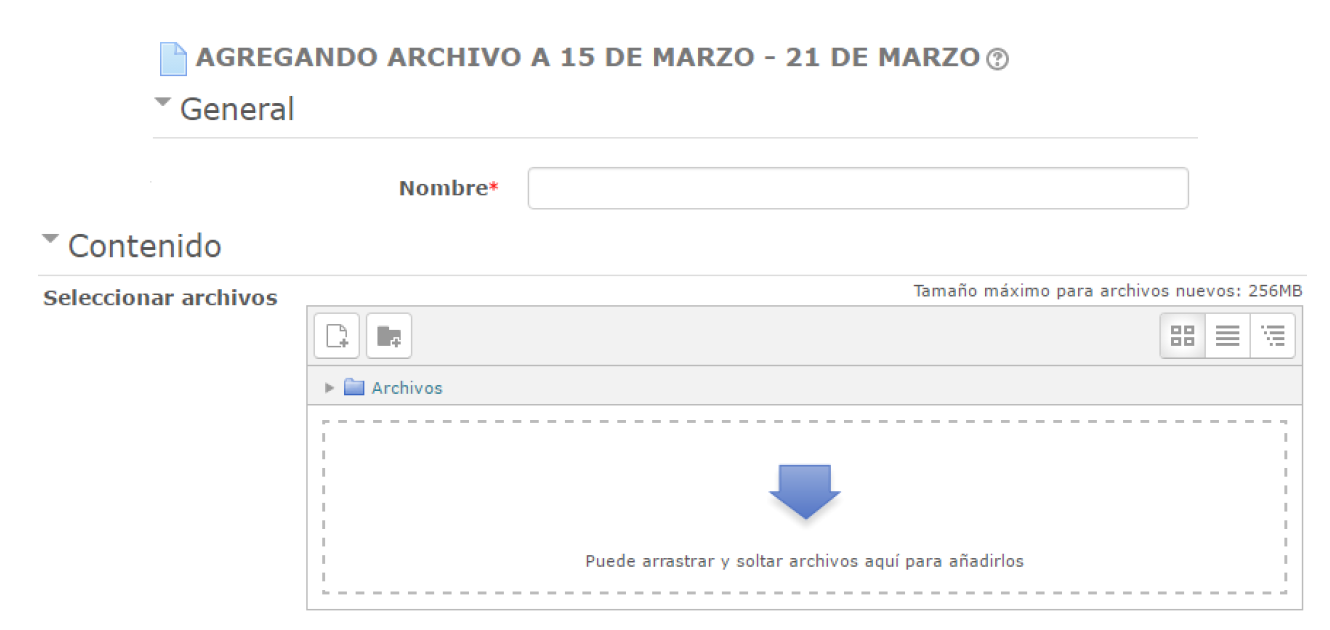 AGREGANDO ARCHIVO A 15 DE MARZO - 21 DE MARZO ?
General
Nombre*
Contenido
Seleccionar archivos
Tamaño máximo para archivos nuevos: 256MB
Archivos
Puede arrastrar y soltar archivos aquí para añadirlos